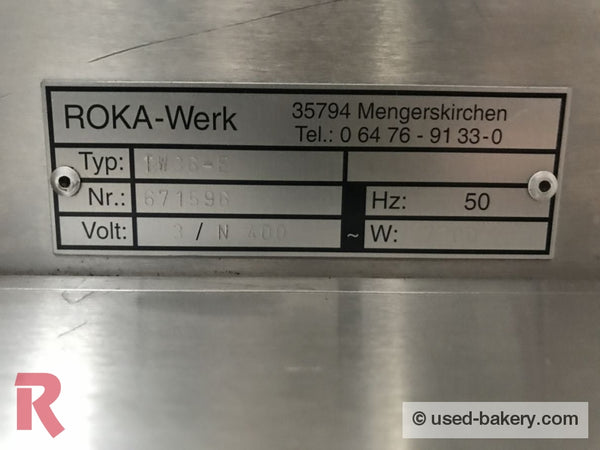 ROKA-Werk
35794 Mengerskirchen
Tel.: 0 64 76 - 91 33-0
Typ:
Nr.: 671596
Hz: 50
Volt: 3 / N 400 ~ W:
R
© used-bakery.com